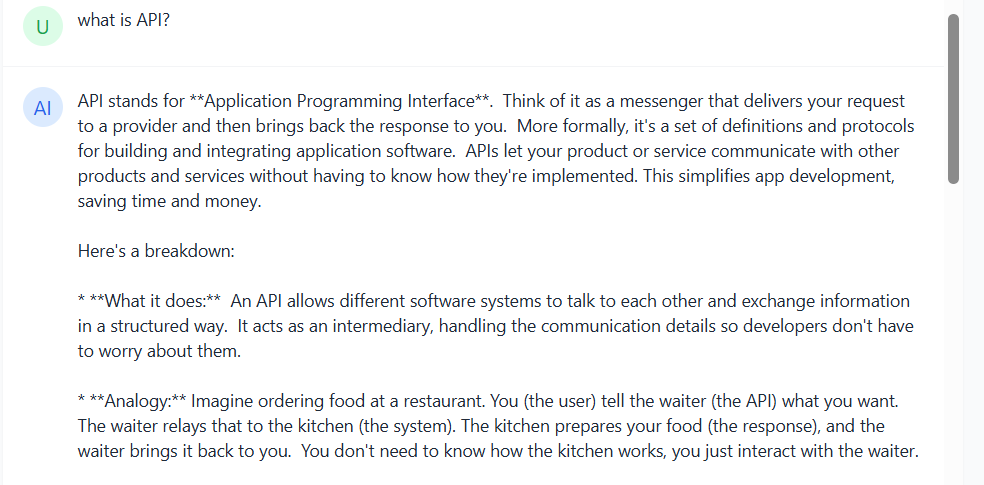 U
what is API?
AI
API stands for **Application Programming Interface**.  Think of it as a messenger that delivers your request
to a provider and then brings back the response to you.  More formally, it's a set of definitions and protocols
for building and integrating application software.  APIs let your product or service communicate with other
products and services without having to know how they're implemented. This simplifies app development,
saving time and money.
Here's a breakdown:
* **What it does:**  An API allows different software systems to talk to each other and exchange information
in a structured way.  It acts as an intermediary, handling the communication details so developers don't have
to worry about them.
* **Analogy:** Imagine ordering food at a restaurant. You (the user) tell the waiter (the API) what you want.
The waiter relays that to the kitchen (the system). The kitchen prepares your food (the response), and the
waiter brings it back to you.  You don't need to know how the kitchen works, you just interact with the waiter.